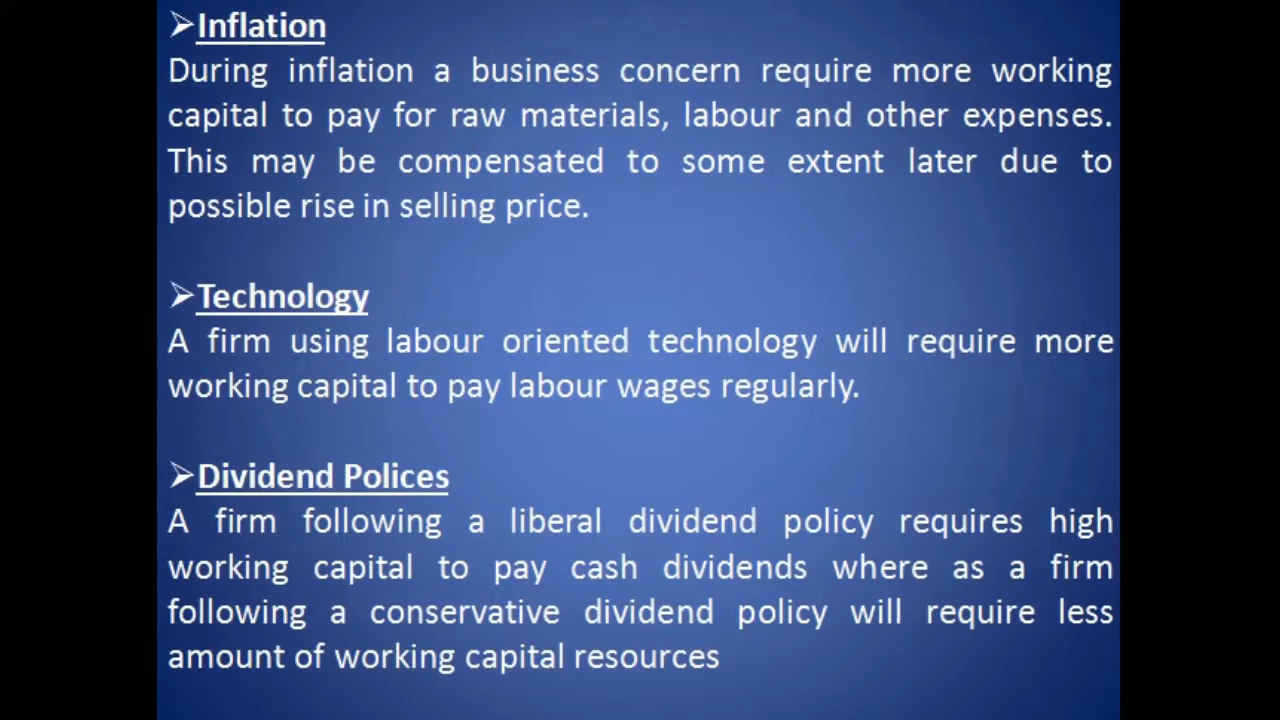 ➢Inflation
During inflation a business concern require more working
capital to pay for raw materials, labour and other expenses.
This may be compensated to some extent later due to
possible rise in selling price.
➢Technology
A firm using labour oriented technology will require more
working capital to pay labour wages regularly.
➢Dividend Polices
A firm following a liberal dividend policy requires high
working capital to pay cash dividends where as a firm
following a conservative dividend policy will require less
amount of working capital resources